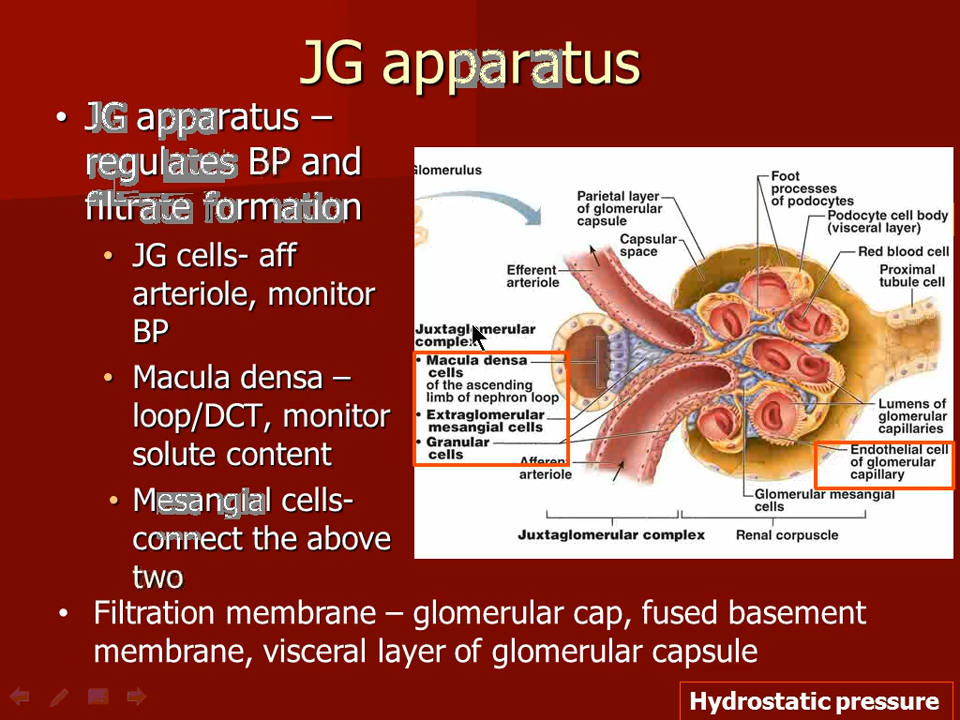 JG apparatus
• JG apparatus –
regulates BP and
filtrate formation
• JG cells- aff
arteriole, monitor
BP
• Macula densa –
loop/DCT, monitor
solute content
• Mesangial cells-
connect the above
two
• Filtration membrane – glomerular cap, fused basement
membrane, visceral layer of glomerular capsule
Glomerulus
Parietal layer
of glomerular
capsule
Capsular
space
Efferent
arteriole
Foot
processes
of podocytes
Podocyte cell body
(visceral layer)
Red blood cell
Proximal
tubule cell
Juxtaglomerular
complex
• Macula densa
cells
of the ascending
limb of nephron loop
• Extraglomerular
mesangial cells
• Granular
cells
Afferent
arteriole
Lumens of
glomerular
capillaries
Endothelial cell
of glomerular
capillary
Glomerular mesangial
cells
Juxtaglomerular complex
Renal corpuscle
Hydrostatic pressure